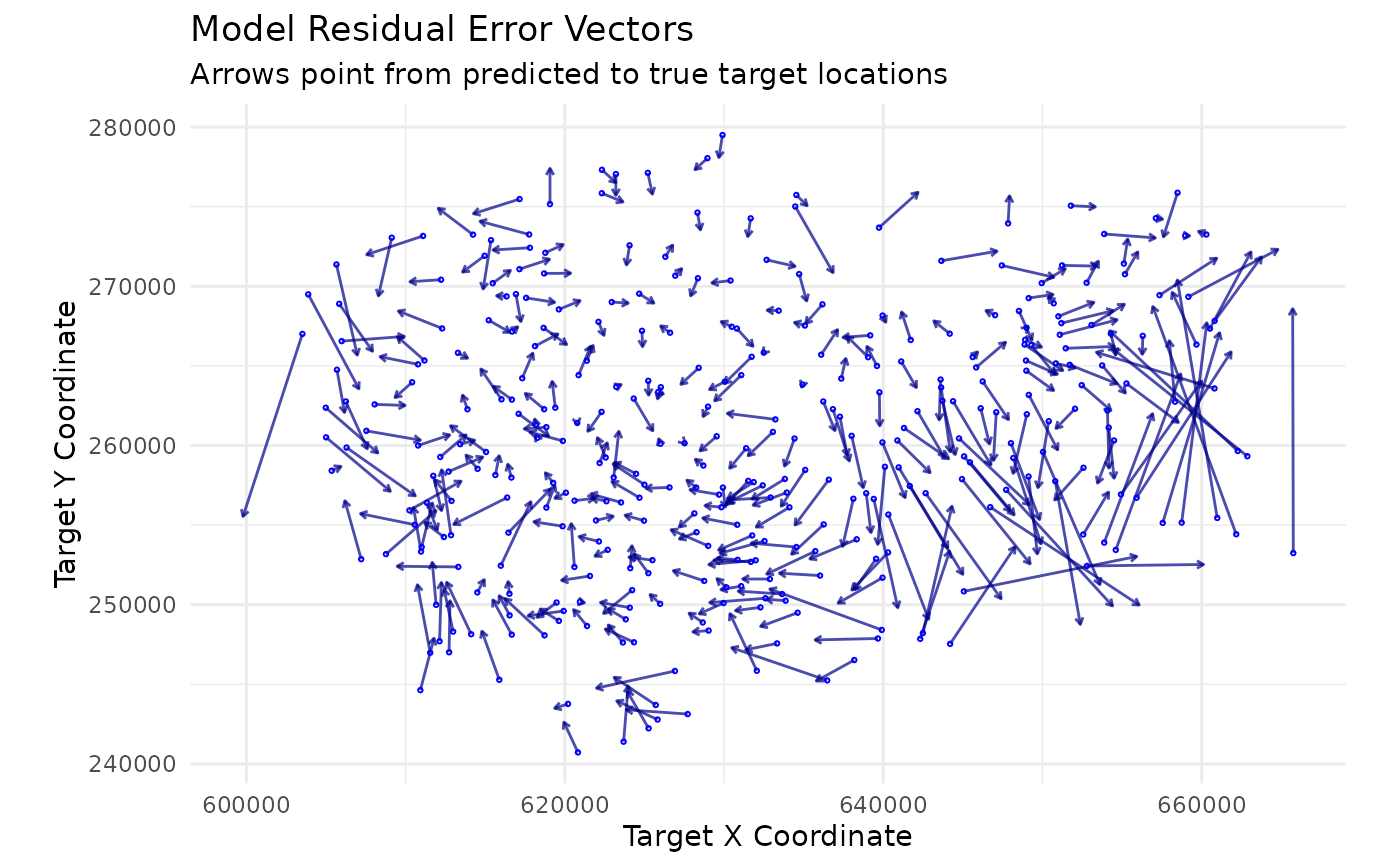 Model Residual Error Vectors
Arrows point from predicted to true target locations
Target Y Coordinate
280000
270000
260000
250000
240000
600000
620000
640000
660000
Target X Coordinate